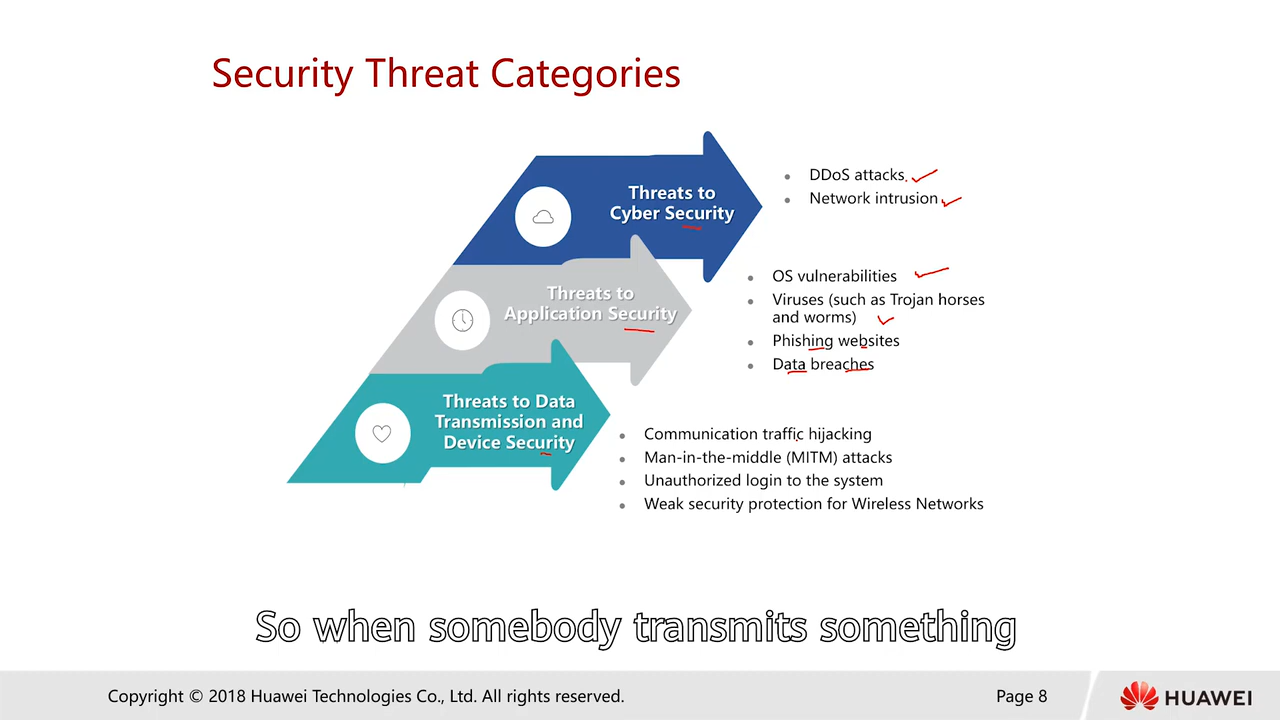 Security Threat Categories
Threats to
Cyber Security
DDoS attacks.
Network intrusion
Threats to
Application Security
OS vulnerabilities
Viruses (such as Trojan horses
and worms)
Phishing websites
Data breaches
Threats to Data
Transmission and
Device Security
Communication traffic hijacking
Man-in-the-middle (MITM) attacks
Unauthorized login to the system
Weak security protection for Wireless Networks
So when somebody transmits something
Copyright © 2018 Huawei Technologies Co., Ltd. All rights reserved.
Page 8
HUAWEI